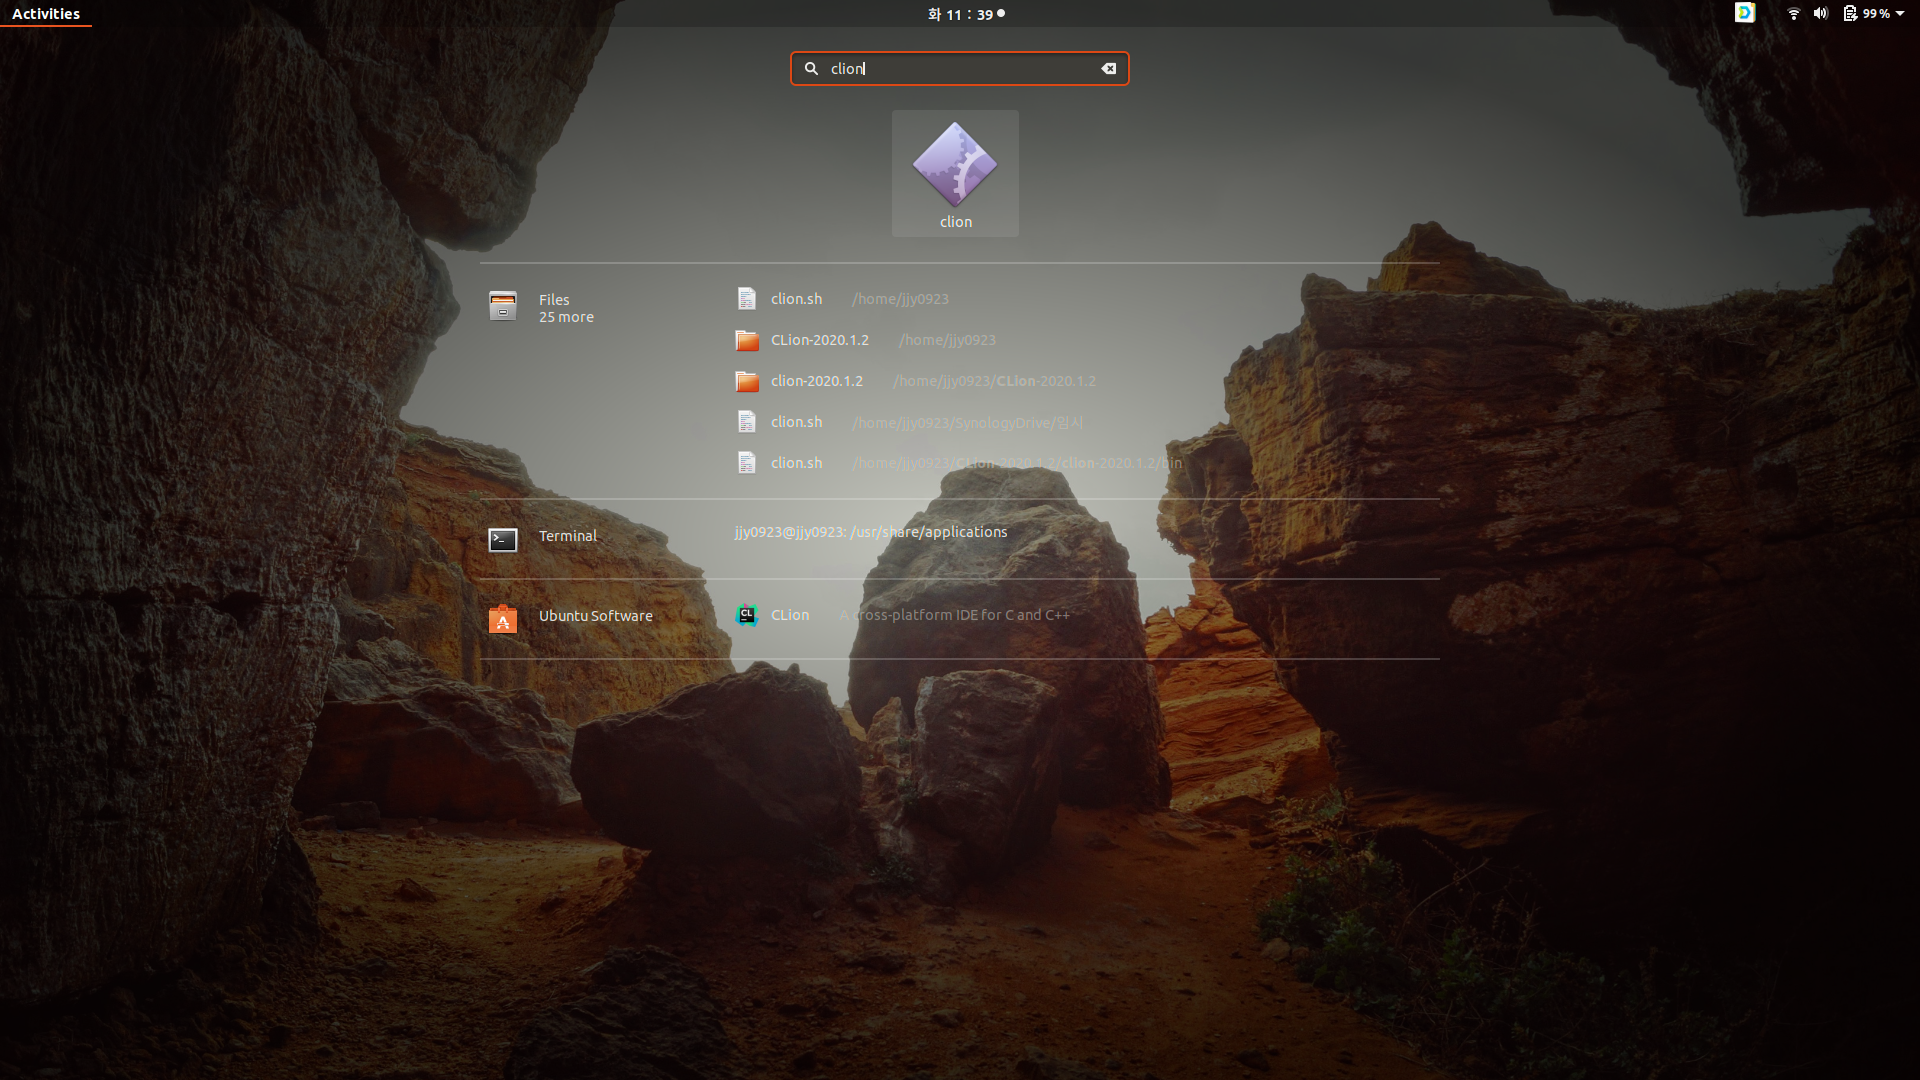 Activities
화 11 : 39
99 %
clion
clion
Files
25 more
clion.sh /home/jjy0923
CLion-2020.1.2 /home/jjy0923
clion-2020.1.2 /home/jjy0923/CLion-2020.1.2
clion.sh /home/jjy0923/SynologyDrive/임시
clion.sh /home/jjy0923/CLion-2020.1.2/clion-2020.1.2/bin
Terminal
jjy0923@jjy0923: /usr/share/applications
Ubuntu Software
CL
CLion A cross-platform IDE for C and C++